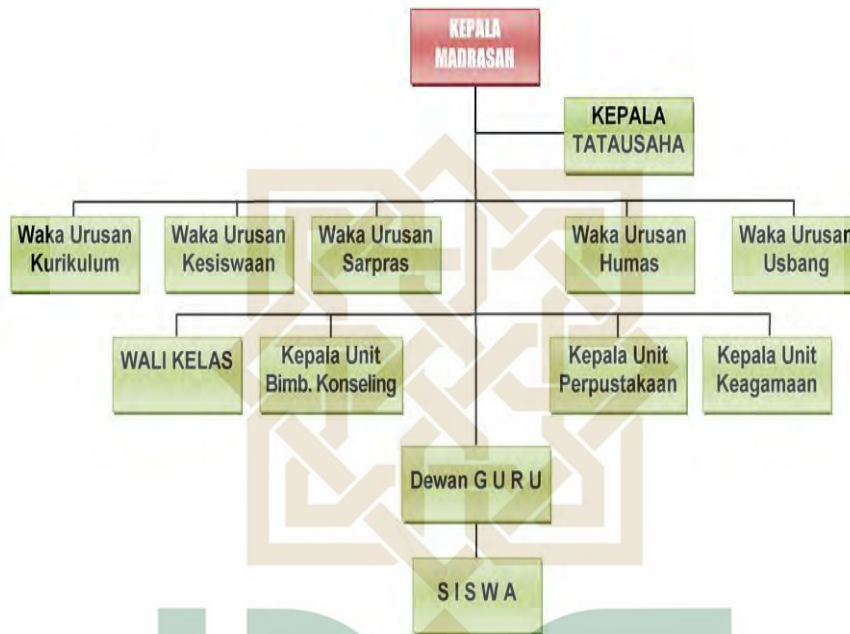 KEPALA
MADRASAH
KEPALA
TATAUSAHA
Waka Urusan
Kurikulum
Waka Urusan
Kesiswaan
Waka Urusan
Sarpras
Waka Urusan
Humas
Waka Urusan
Usbang
WALI KELAS
Kepala Unit
Bimb. Konseling
Kepala Unit
Perpustakaan
Kepala Unit
Keagamaan
Dewan G U R U
S I S W A